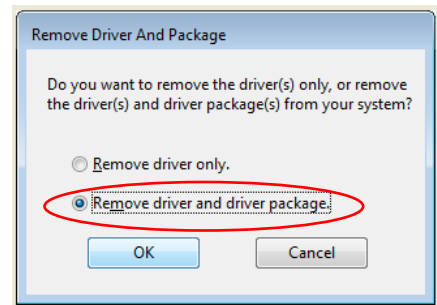 Remove Driver And Package
Do you want to remove the driver(s) only, or remove
the driver(s) and driver package(s) from your system?
Remove driver only.
Remove driver and driver package.
OK Cancel